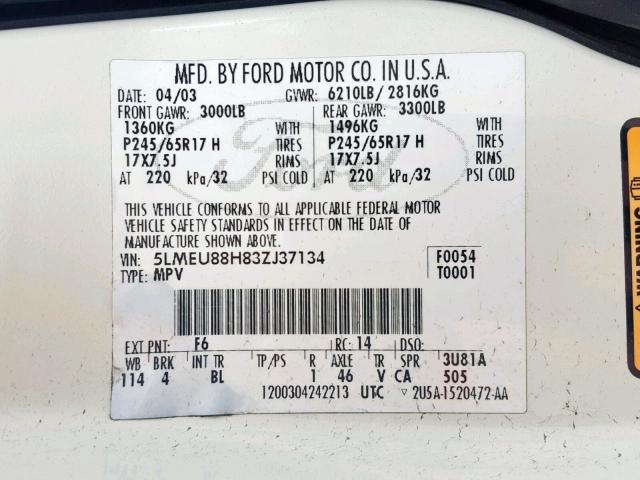 MFD. BY FORD MOTOR CO. IN U.S.A.
DATE: 04/03 GVWR: 6210LB/ 2816KG
FRONT GAWR: 3000LB REAR GAWR: 3300LB
1360KG WITH 1496KG WITH
P245/65R17 H TIRES P245/65R17 H TIRES
17X7.5J RIMS 17X7.5J RIMS
AT 220 kPa/32 PSI COLD AT 220 kPa/32 PSI COLD
THIS VEHICLE CONFORMS TO ALL APPLICABLE FEDERAL MOTOR
VEHICLE SAFETY STANDARDS IN EFFECT ON THE DATE OF
MANUFACTURE SHOWN ABOVE.
VIN: 5LMEU88H83ZJ37134 F0054
TYPE: MPV T0001
EXT PNT: F6 RC: 14 DSO:
WB BRK INT TR TP/PS R AXLE TR SPR 3U81A
114 4 BL 1 46 V CA 505
1200304242213 UTC 2U5A-1520472-AA
Ford
WARNING